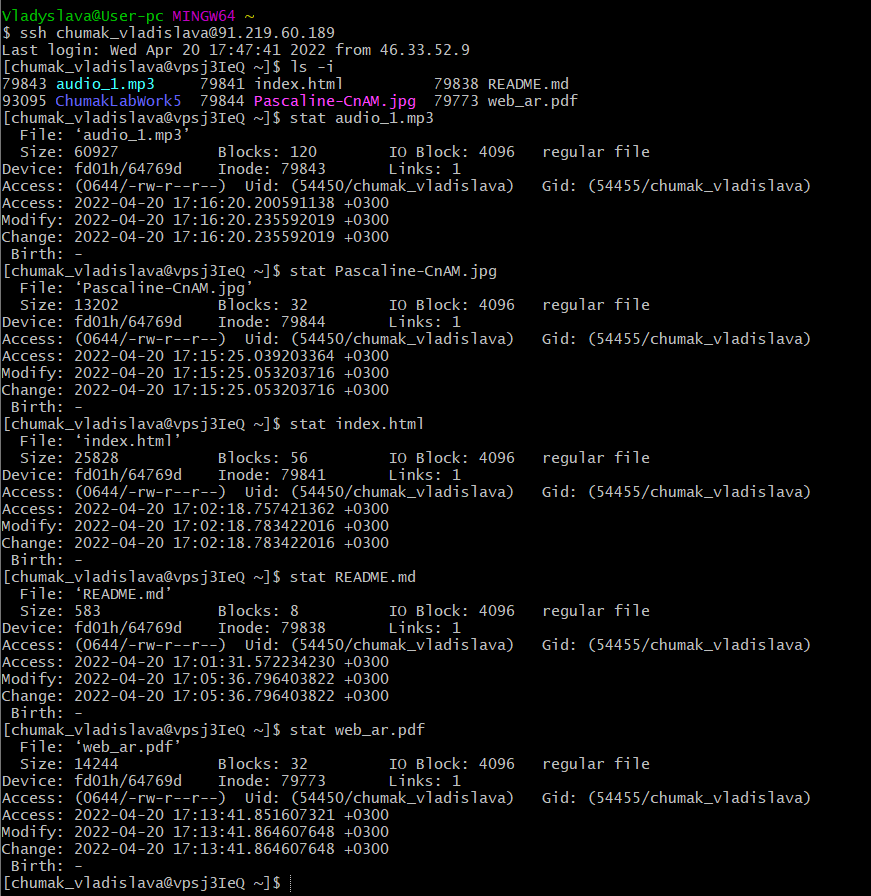 Vladyslava@User-pc MINGW64 ~
$ ssh chumak_vladislava@91.219.60.189
Last login: Wed Apr 20 17:47:41 2022 from 46.33.52.9
[chumak_vladislava@vpsj3IeQ ~]$ ls -i
79843 audio_1.mp3     79841 index.html          79838 README.md
93095 ChumakLabWork5  79844 Pascaline-CnAM.jpg  79773 web_ar.pdf
[chumak_vladislava@vpsj3IeQ ~]$ stat audio_1.mp3
  File: ‘audio_1.mp3’
  Size: 60927           Blocks: 120        IO Block: 4096   regular file
Device: fd01h/64769d    Inode: 79843       Links: 1
Access: (0644/-rw-r--r--)  Uid: (54450/chumak_vladislava)   Gid: (54455/chumak_vladislava)
Access: 2022-04-20 17:16:20.200591138 +0300
Modify: 2022-04-20 17:16:20.235592019 +0300
Change: 2022-04-20 17:16:20.235592019 +0300
 Birth: -
[chumak_vladislava@vpsj3IeQ ~]$ stat Pascaline-CnAM.jpg
  File: ‘Pascaline-CnAM.jpg’
  Size: 13202           Blocks: 32         IO Block: 4096   regular file
Device: fd01h/64769d    Inode: 79844       Links: 1
Access: (0644/-rw-r--r--)  Uid: (54450/chumak_vladislava)   Gid: (54455/chumak_vladislava)
Access: 2022-04-20 17:15:25.039203364 +0300
Modify: 2022-04-20 17:15:25.053203716 +0300
Change: 2022-04-20 17:15:25.053203716 +0300
 Birth: -
[chumak_vladislava@vpsj3IeQ ~]$ stat index.html
  File: ‘index.html’
  Size: 25828           Blocks: 56         IO Block: 4096   regular file
Device: fd01h/64769d    Inode: 79841       Links: 1
Access: (0644/-rw-r--r--)  Uid: (54450/chumak_vladislava)   Gid: (54455/chumak_vladislava)
Access: 2022-04-20 17:02:18.757421362 +0300
Modify: 2022-04-20 17:02:18.783422016 +0300
Change: 2022-04-20 17:02:18.783422016 +0300
 Birth: -
[chumak_vladislava@vpsj3IeQ ~]$ stat README.md
  File: ‘README.md’
  Size: 583             Blocks: 8          IO Block: 4096   regular file
Device: fd01h/64769d    Inode: 79838       Links: 1
Access: (0644/-rw-r--r--)  Uid: (54450/chumak_vladislava)   Gid: (54455/chumak_vladislava)
Access: 2022-04-20 17:01:31.572234230 +0300
Modify: 2022-04-20 17:05:36.796403822 +0300
Change: 2022-04-20 17:05:36.796403822 +0300
 Birth: -
[chumak_vladislava@vpsj3IeQ ~]$ stat web_ar.pdf
  File: ‘web_ar.pdf’
  Size: 14244           Blocks: 32         IO Block: 4096   regular file
Device: fd01h/64769d    Inode: 79773       Links: 1
Access: (0644/-rw-r--r--)  Uid: (54450/chumak_vladislava)   Gid: (54455/chumak_vladislava)
Access: 2022-04-20 17:13:41.851607321 +0300
Modify: 2022-04-20 17:13:41.864607648 +0300
Change: 2022-04-20 17:13:41.864607648 +0300
 Birth: -
[chumak_vladislava@vpsj3IeQ ~]$